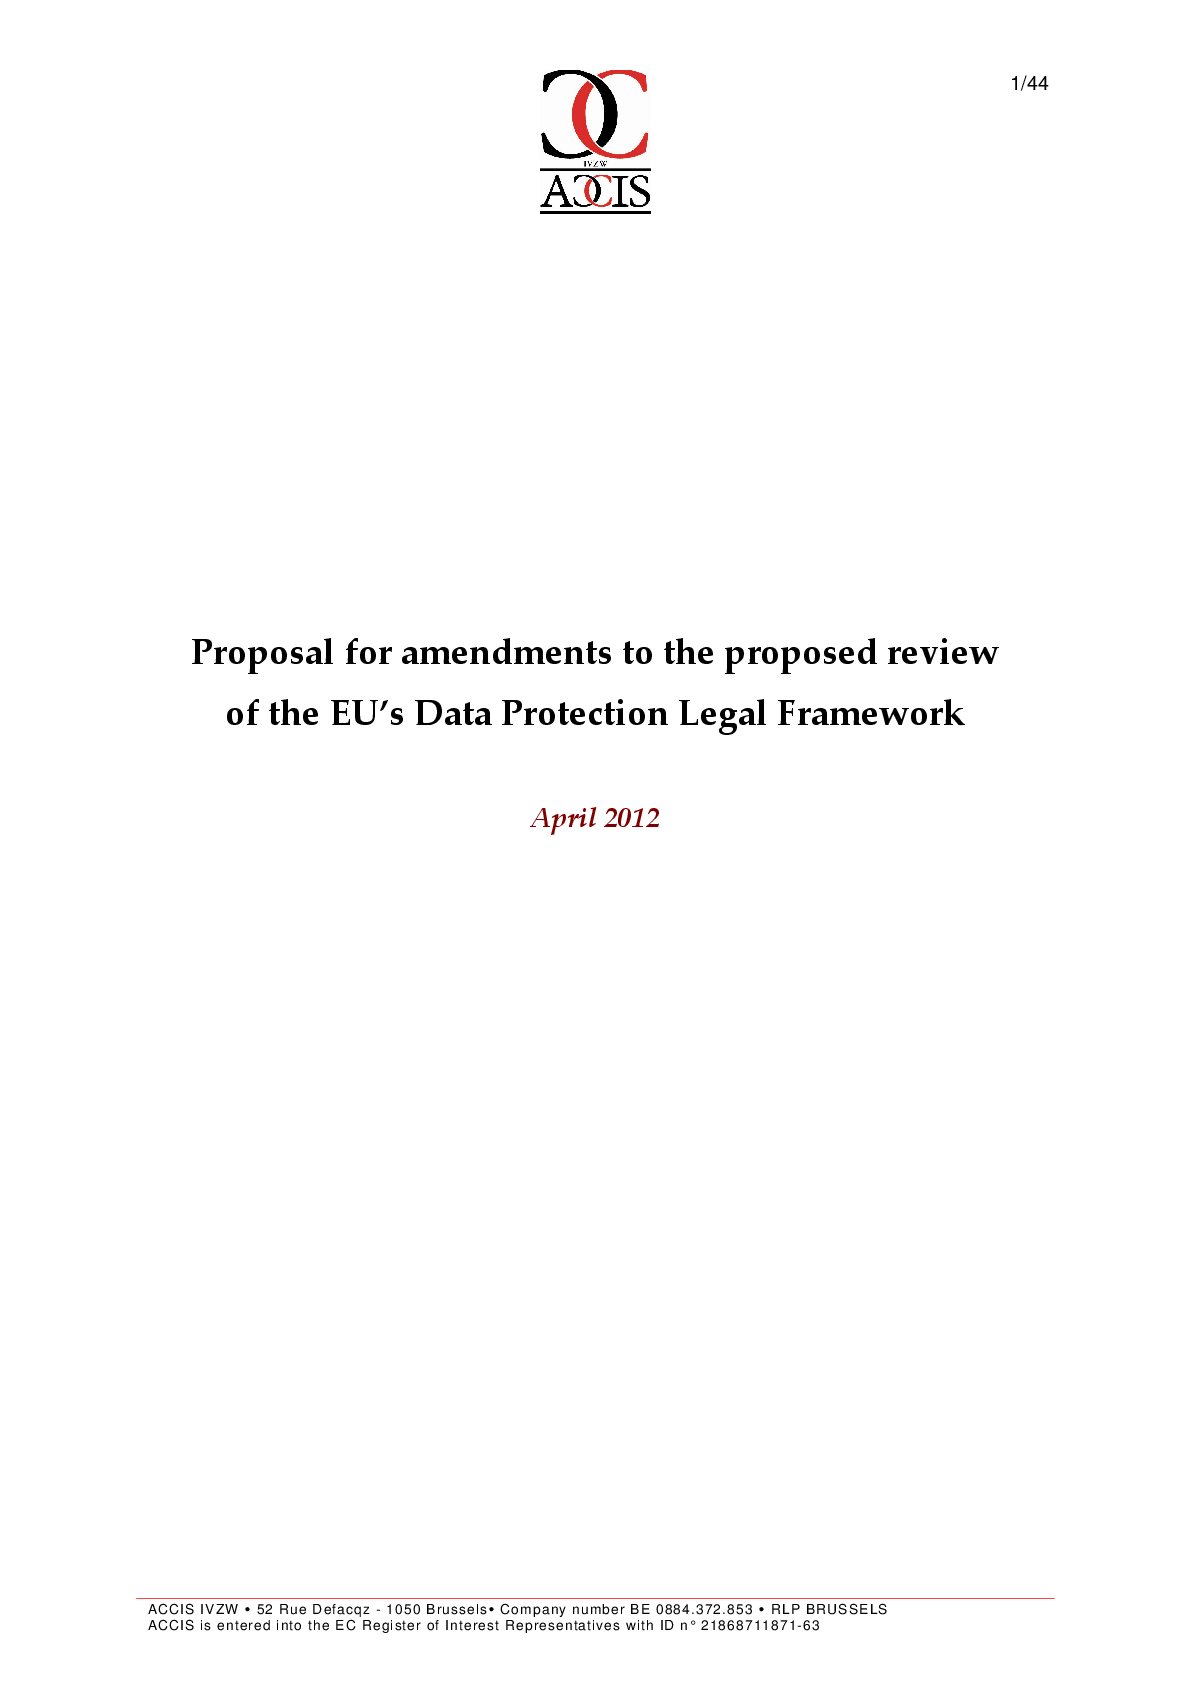 1/44
IVZW
ACCIS
Proposal for amendments to the proposed review
of the EU’s Data Protection Legal Framework
April 2012
ACCIS IVZW • 52 Rue Defacqz - 1050 Brussels• Company number BE 0884.372.853 • RLP BRUSSELS
ACCIS is entered into the EC Register of Interest Representatives with ID n° 21868711871-63